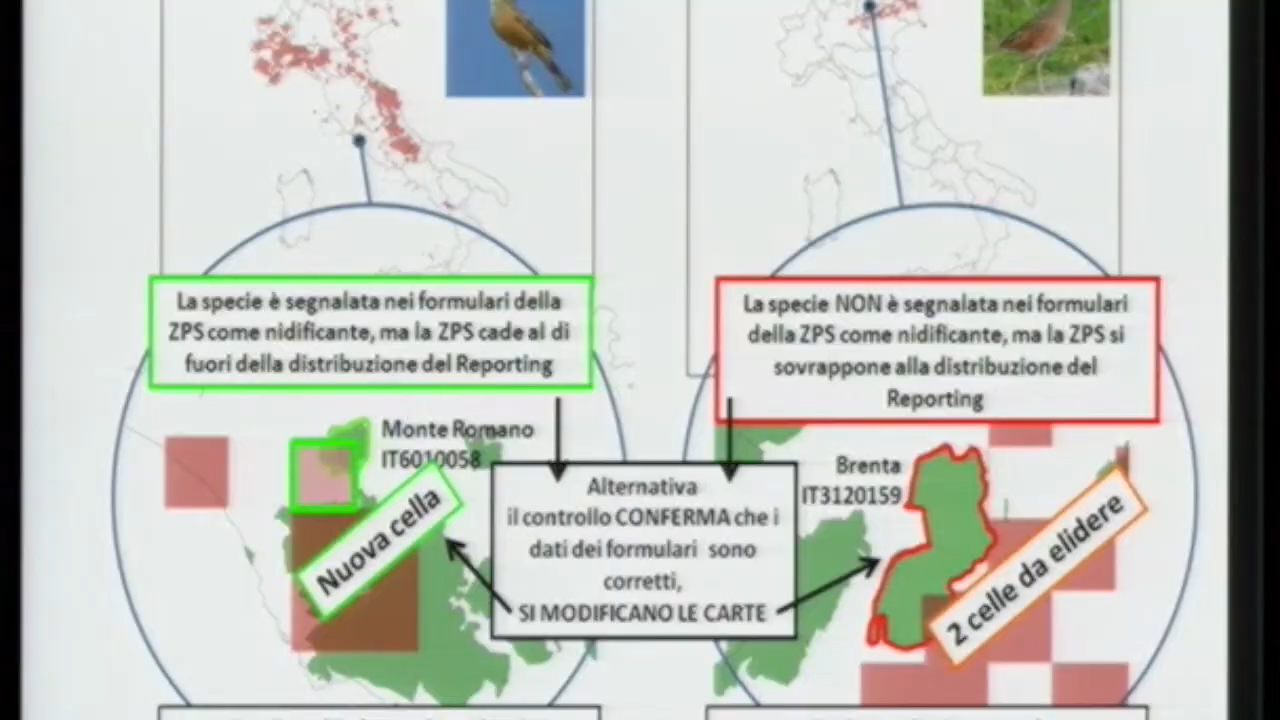 La specie è segnalata nei formulari della
ZPS come nidificante, ma la ZPS cade al di
fuori della distribuzione del Reporting
La specie NON è segnalata nei formulari
della ZPS come nidificante, ma la ZPS si
sovrappone alla distribuzione del
Reporting
Monte Romano
IT6010058
Nuova cella
Alternativa
il controllo CONFERMA che i
dati dei formulari sono
corretti,
SI MODIFICANO LE CARTE
Brenta
IT3120159
2 celle da elidere